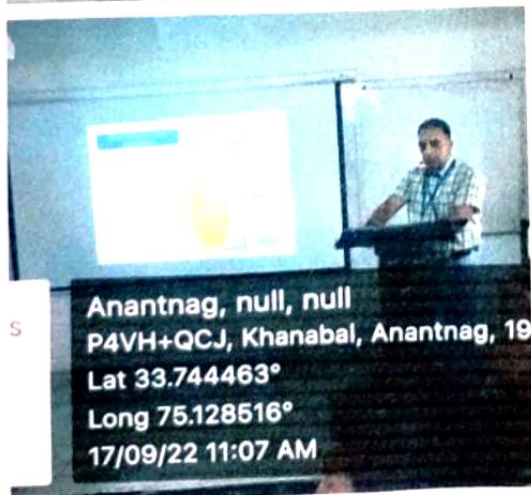 S
Anantnag, null, null
P4VH+QCJ, Khanabal, Anantnag, 19
Lat 33.744463°
Long 75.128516°
17/09/22 11:07 AM